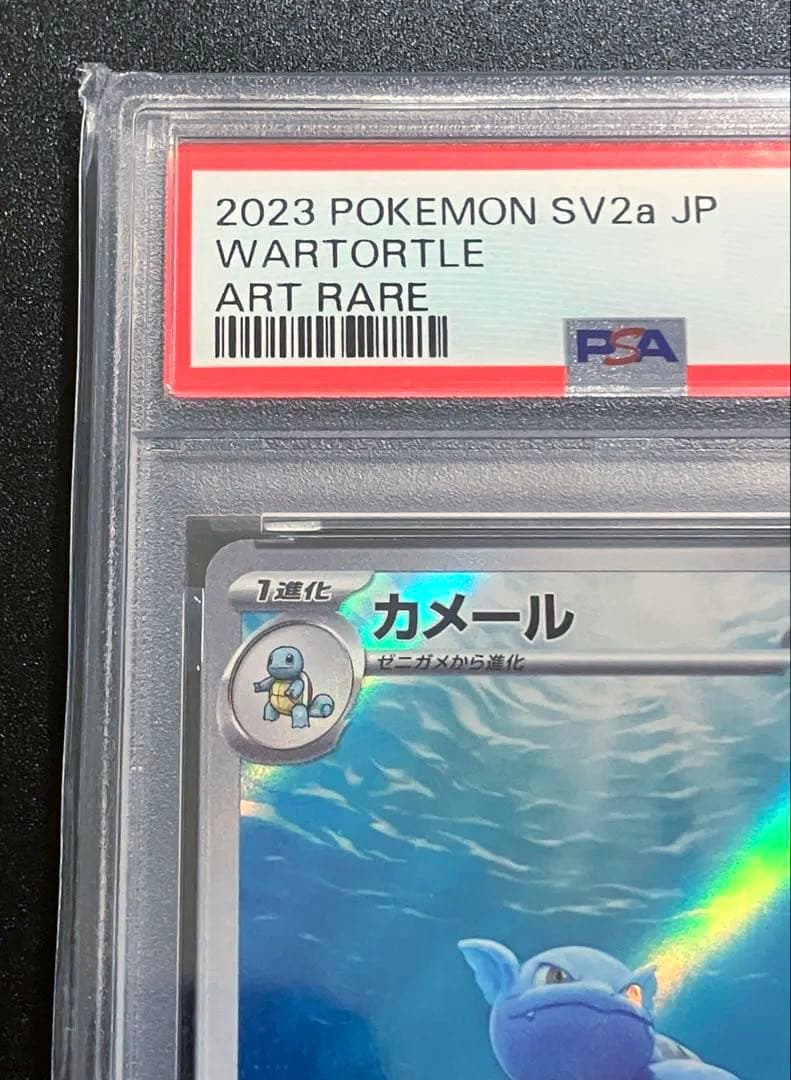 2023 POKEMON SV2a JP
WARTORTLE
ART RARE
PSA
1進化
カメール
ゼニガメから進化